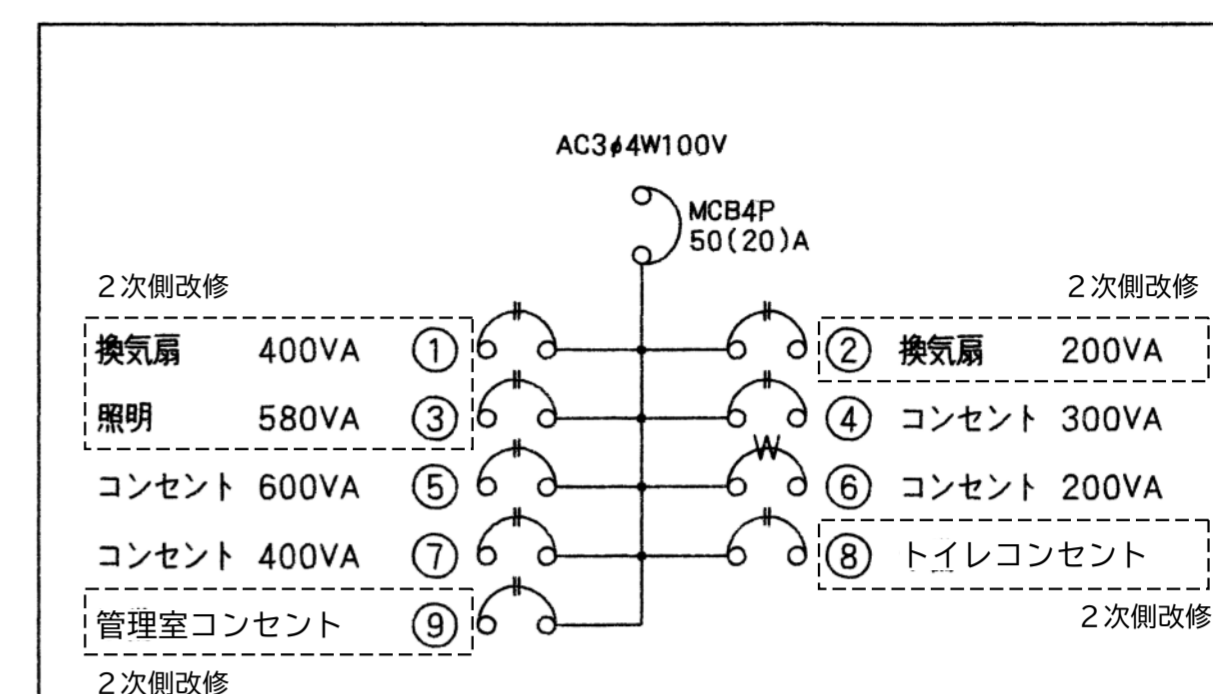 AC3φ4W100V
MCB4P
50(20)A
2次側改修
2次側改修
換気扇 400VA ① ② 換気扇 200VA
照明 580VA ③ ④ コンセント 300VA
W
コンセント 600VA ⑤ ⑥ コンセント 200VA
コンセント 400VA ⑦ ⑧ トイレコンセント
管理室コンセント ⑨
2次側改修
2次側改修